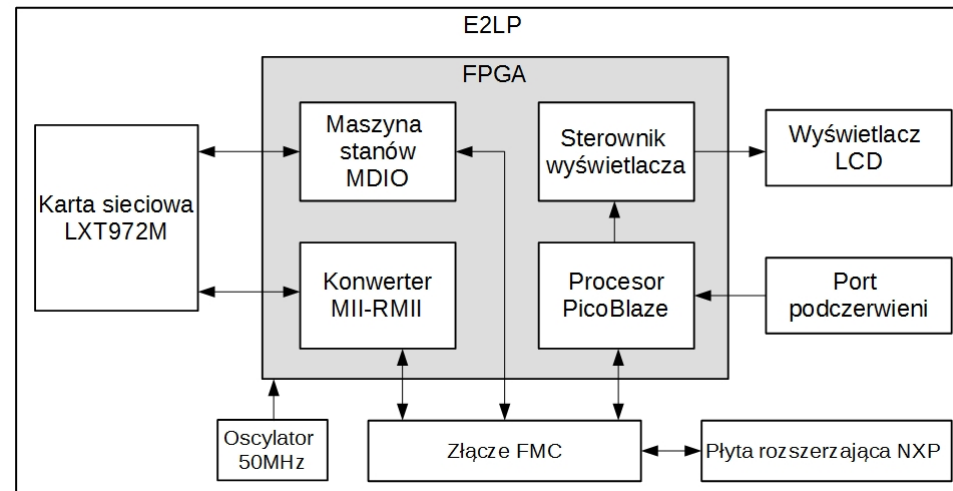 E2LP
FPGA
Karta sieciowa
LXT972M
Maszyna
stanów
MDIO
Sterownik
wyświetlacza
Wyświetlacz
LCD
Konwerter
MII-RMII
Procesor
PicoBlaze
Port
podczerwieni
Oscylator
50MHz
Złącze FMC
Płyta rozszerzająca NXP